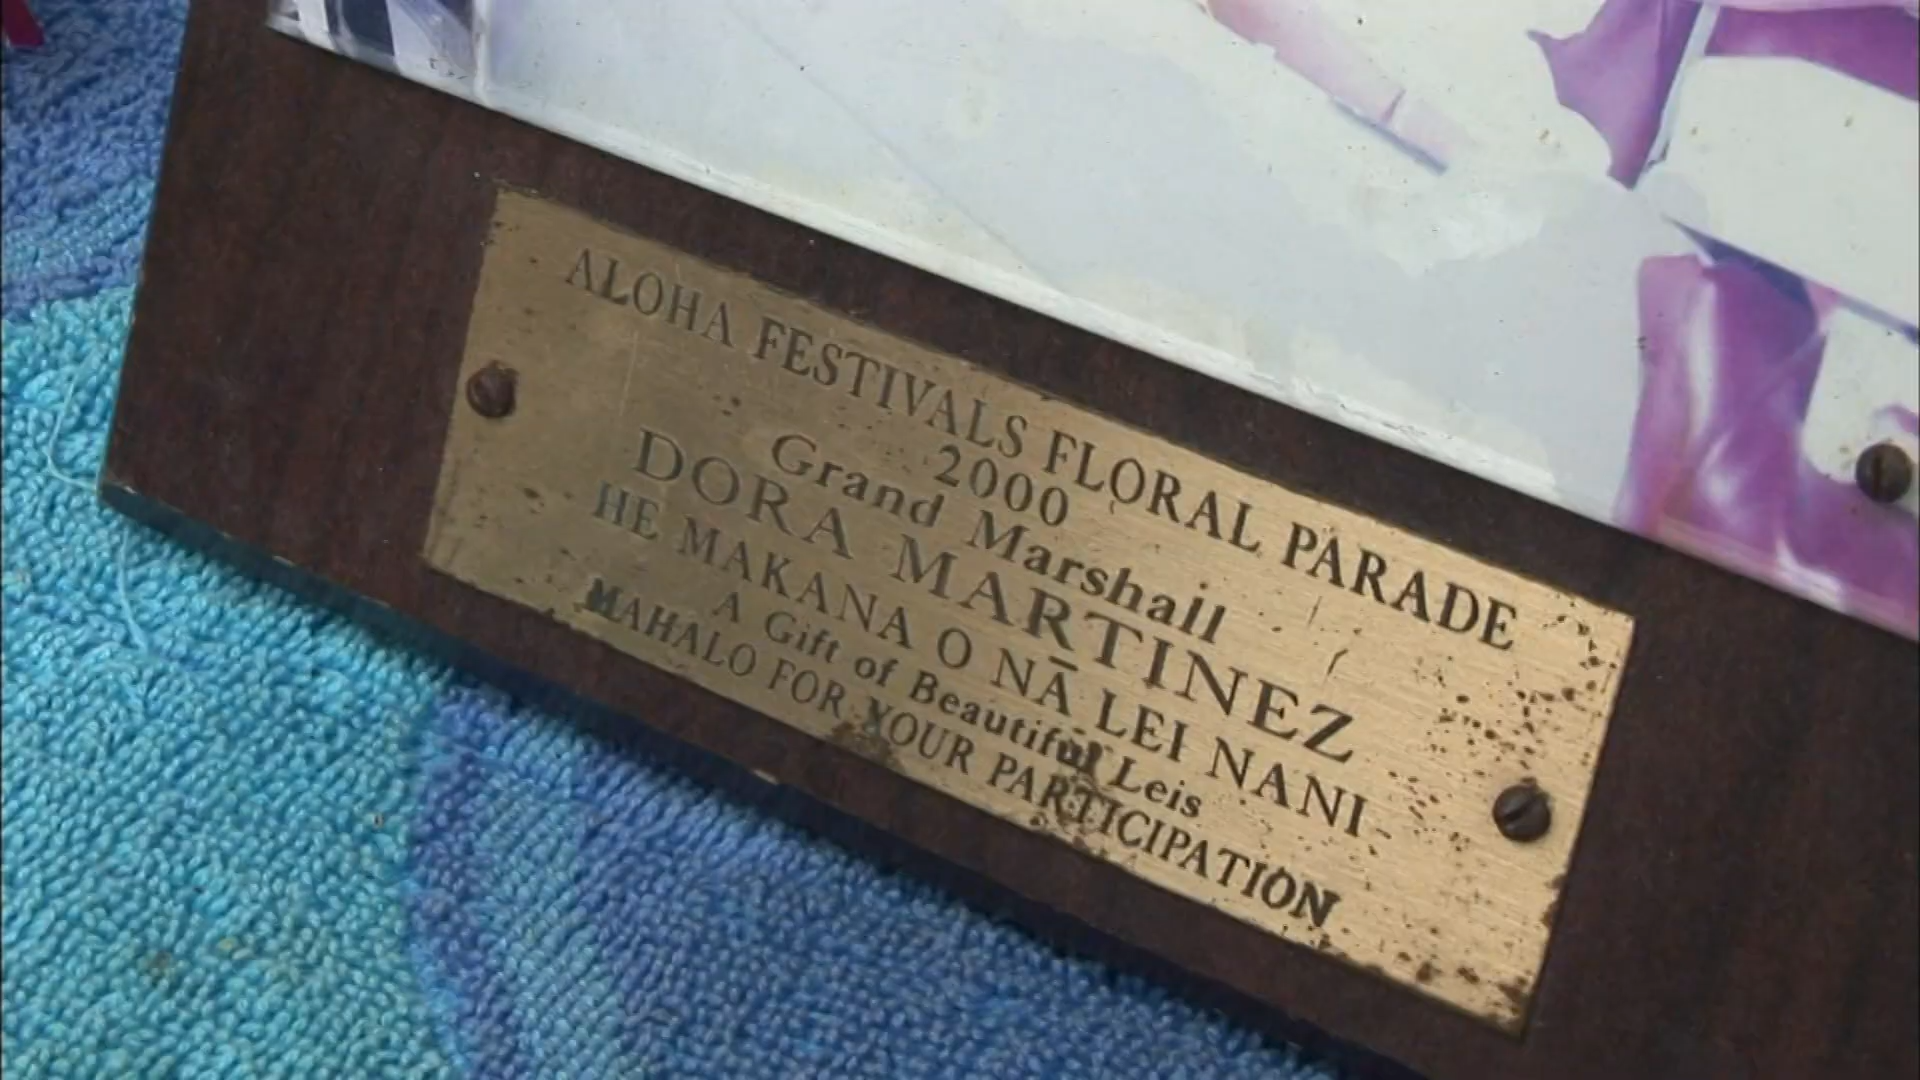 ALOHA FESTIVALS FLORAL PARADE
2000
Grand Marshall
DORA MARTINEZ
HE MAKANA O NĀ LEI NANI
A Gift of Beautiful Leis
MAHALO FOR YOUR PARTICIPATION